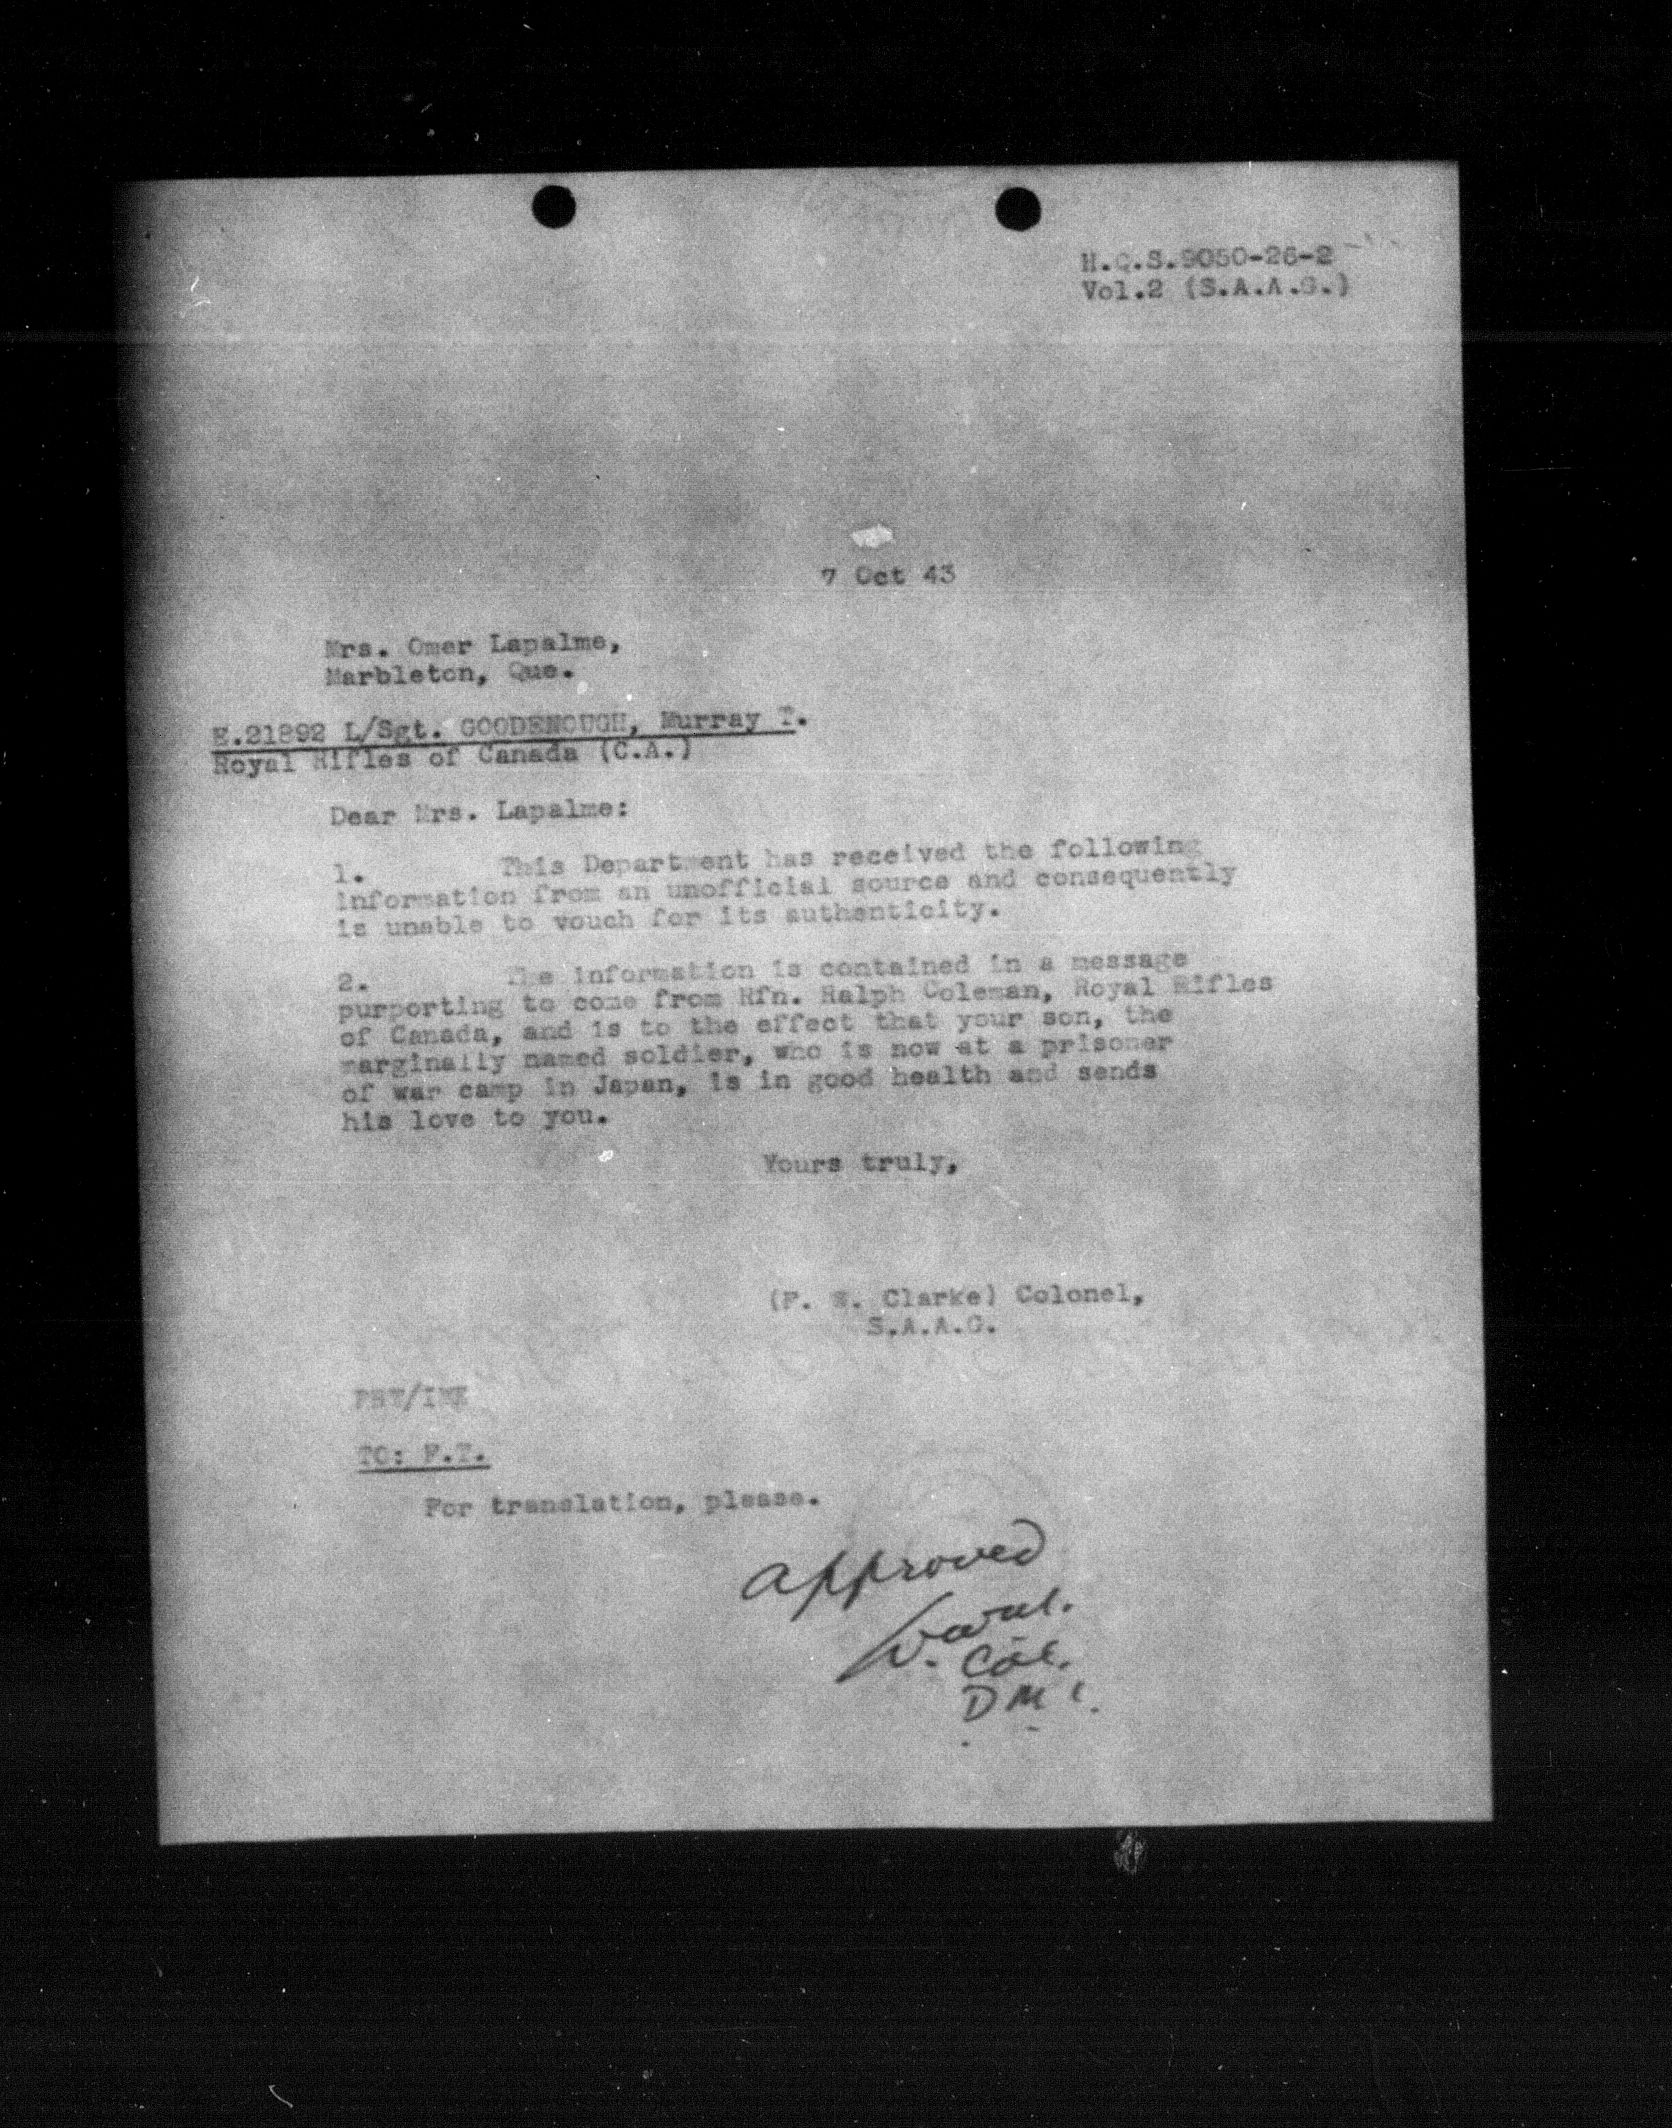 H.Q.S.9050-26-2
Vol.2 (S.A.A.G.)
7 Oct 43
Mrs. Omer Lapalme,
Marbleton, Que.
E.21892 L/Sgt. GOODENOUGH, Murray T.
Royal Rifles of Canada (C.A.)
Dear Mrs. Lapalme:
1. This Department has received the following
information from an unofficial source and consequently
is unable to vouch for its authenticity.
2. The information is contained in a message
purporting to come from Rfn. Ralph Coleman, Royal Rifles
of Canada, and is to the effect that your son, the
marginally named soldier, who is now at a prisoner
of war camp in Japan, is in good health and sends
his love to you.
Yours truly,
(F. W. Clarke) Colonel,
S.A.A.G.
TO: F.T.
For translation, please.
approved
Col.
DMI.